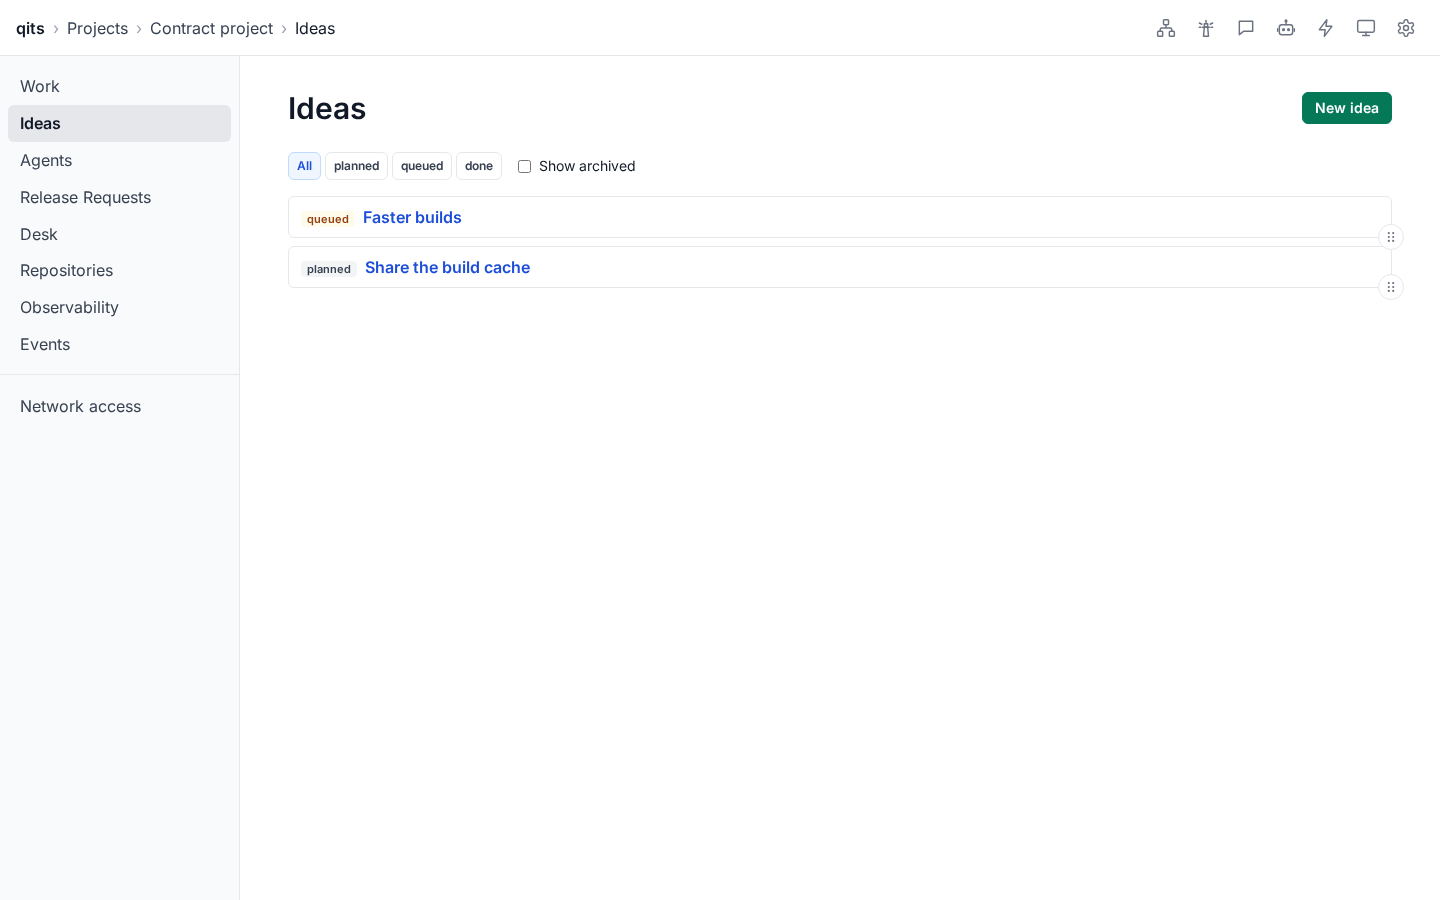 qits › Projects › Contract project › Ideas
Work
Ideas
Agents
Release Requests
Desk
Repositories
Observability
Events
Network access
Ideas
New idea
All planned queued done Show archived
queued Faster builds
planned Share the build cache